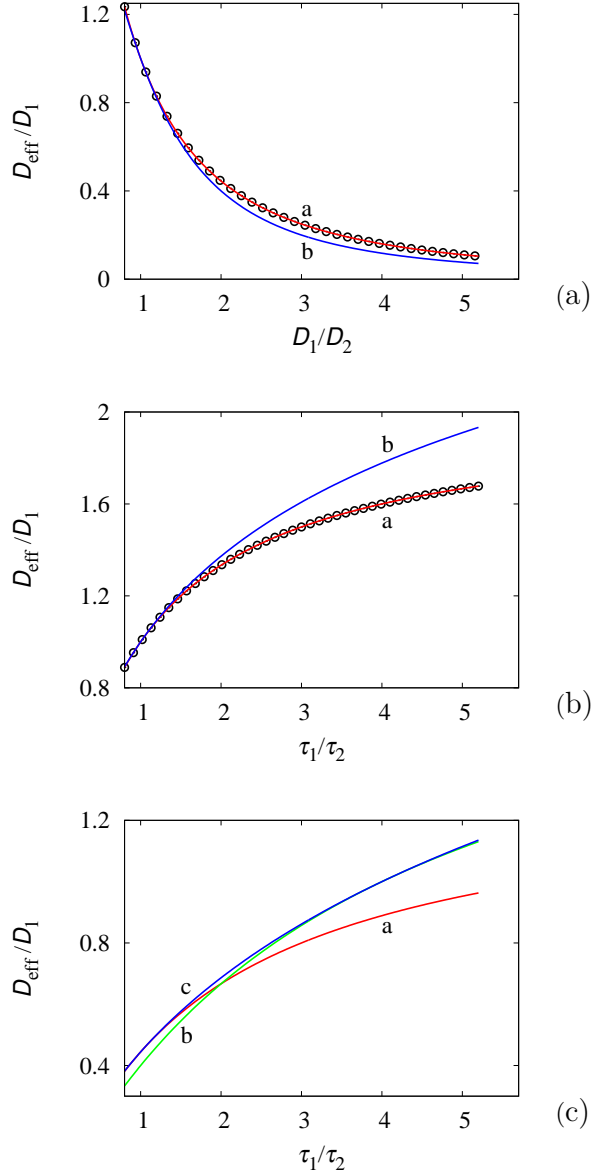 1.2
0.8
0.4
0
D_eff/D_1
a
b
1 2 3 4 5
D_1/D_2
(a)
2
1.6
1.2
0.8
D_eff/D_1
b
a
1 2 3 4 5
τ_1/τ_2
(b)
1.2
0.8
0.4
D_eff/D_1
a
c
b
1 2 3 4 5
τ_1/τ_2
(c)